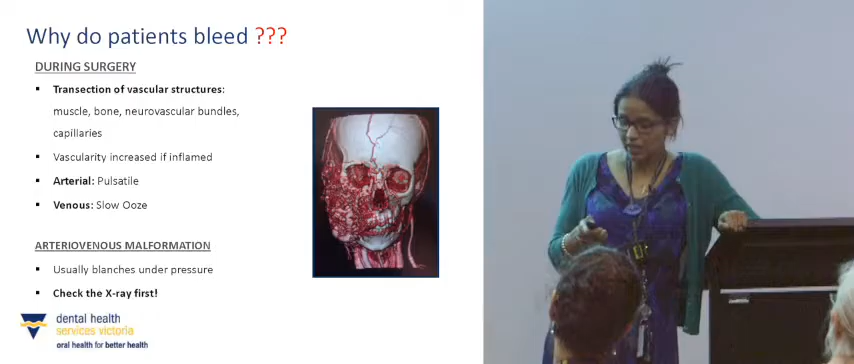 Why do patients bleed ???
DURING SURGERY
▪ Transection of vascular structures:
muscle, bone, neurovascular bundles,
capillaries
▪ Vascularity increased if inflamed
▪ Arterial: Pulsatile
▪ Venous: Slow Ooze
ARTERIOVENOUS MALFORMATION
▪ Usually blanches under pressure
▪ Check the X-ray first!
dental health
services victoria
oral health for better health